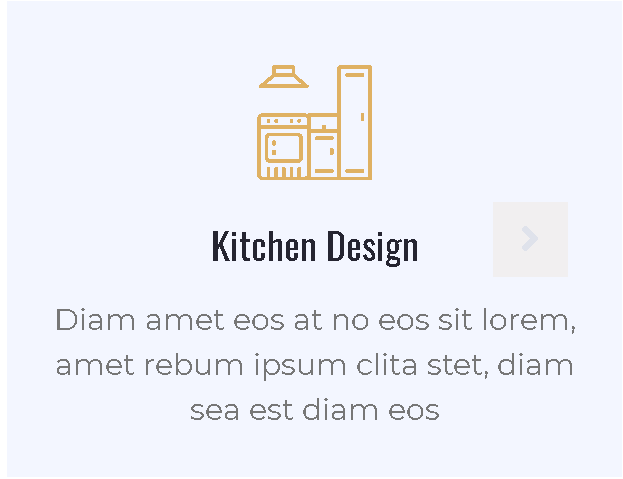 Kitchen Design
Diam amet eos at no eos sit lorem,
amet rebum ipsum clita stet, diam
sea est diam eos